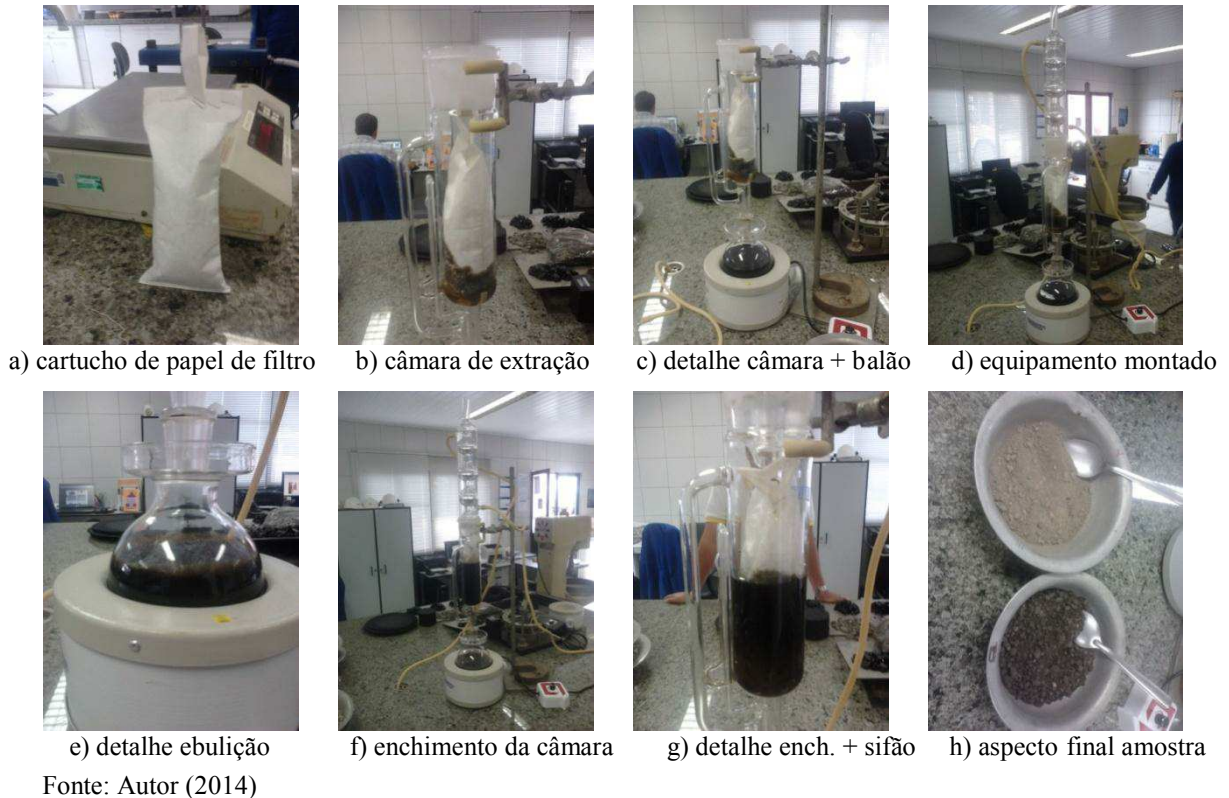 a) cartucho de papel de filtro
b) câmara de extração
c) detalhe câmara + balão
d) equipamento montado
e) detalhe ebulição
f) enchimento da câmara
g) detalhe ench. + sifão
h) aspecto final amostra
Fonte: Autor (2014)